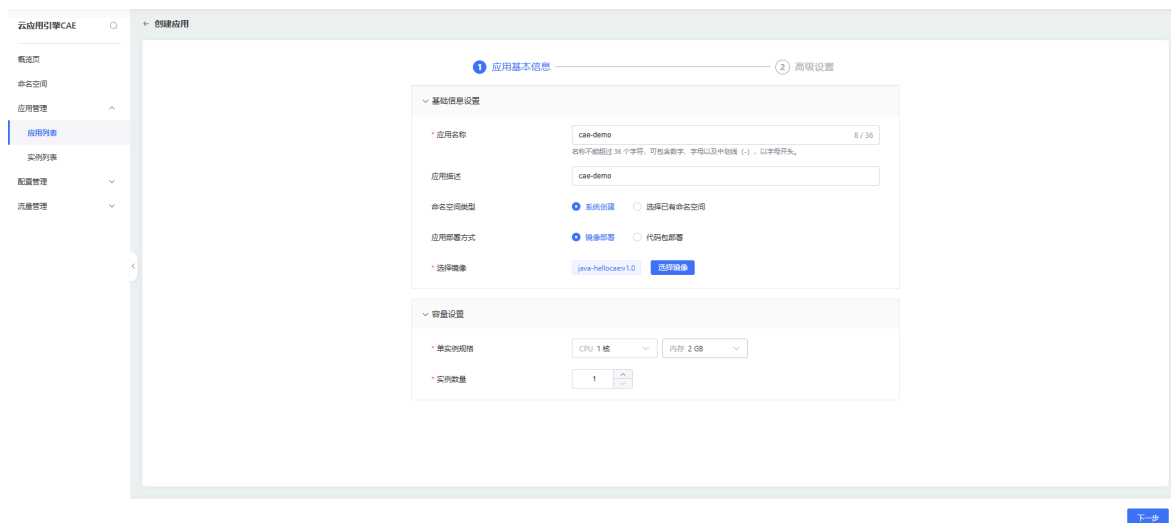 云应用引擎CAE
← 创建应用
概览页
命名空间
应用管理
应用列表
实例列表
配置管理
流量管理
1 应用基本信息
2 高级设置
基础信息设置
* 应用名称
cae-demo
8 / 36
名称不能超过 36 个字符，可包含数字、字母以及中划线（-），以字母开头。
应用描述
cae-demo
命名空间类型
系统创建
选择已有命名空间
应用部署方式
镜像部署
代码包部署
* 选择镜像
java-hellocae:v1.0
选择镜像
容量设置
* 单实例规格
CPU 1 核
内存 2 GB
* 实例数量
1
下一步